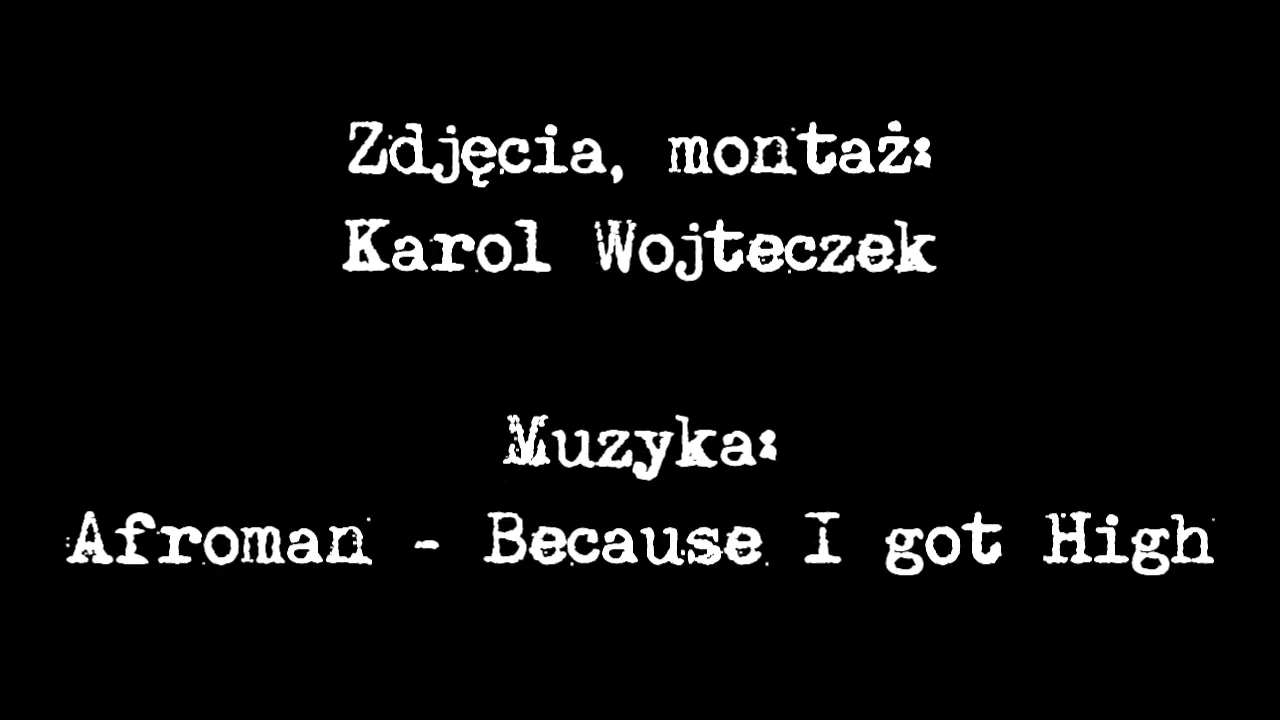 Zdjęcia, montaż:
Karol Wojteczek
Muzyka:
Afroman - Because I got High